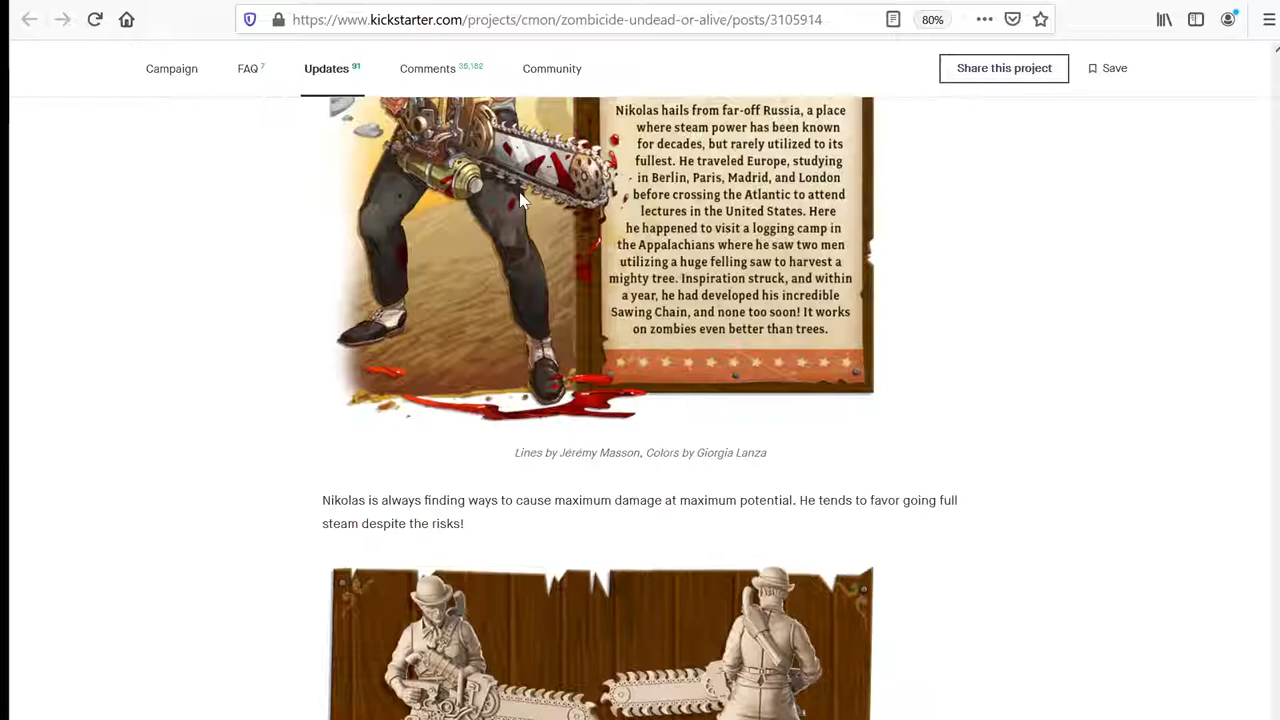 https://www.kickstarter.com/projects/cmon/zombicide-undead-or-alive/posts/3105914
80%
Campaign
FAQ 7
Updates 91
Comments 35,182
Community
Share this project
Save
Nikolas hails from far-off Russia, a place
where steam power has been known
for decades, but rarely utilized to its
fullest. He traveled Europe, studying
in Berlin, Paris, Madrid, and London
before crossing the Atlantic to attend
lectures in the United States. Here
he happened to visit a logging camp in
the Appalachians where he saw two men
utilizing a huge felling saw to harvest a
mighty tree. Inspiration struck, and within
a year, he had developed his incredible
Sawing Chain, and none too soon! It works
on zombies even better than trees.
Lines by Jérémy Masson, Colors by Giorgia Lanza
Nikolas is always finding ways to cause maximum damage at maximum potential. He tends to favor going full
steam despite the risks!